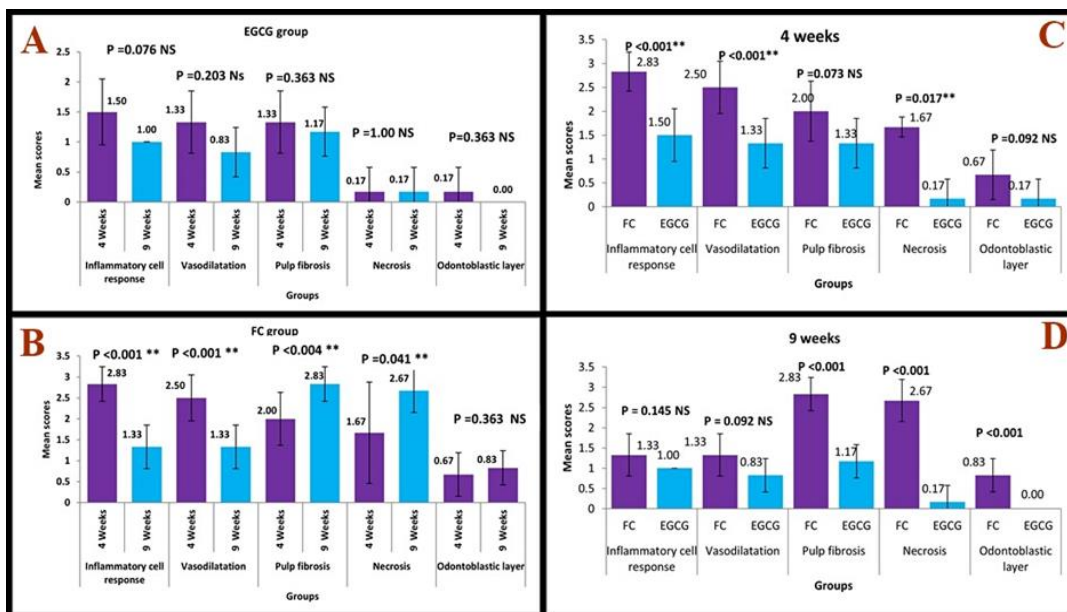 A
EGCG group
P =0.076 NS
P =0.203 Ns
P =0.363 NS
P =1.00 NS
P=0.363 NS
Mean scores
2.5
2
1.5
1
0.5
0
1.50
1.00
1.33
0.83
1.33
1.17
0.17
0.17
0.17
0.00
4 Weeks
9 Weeks
4 Weeks
9 Weeks
4 Weeks
9 Weeks
4 Weeks
9 Weeks
4 Weeks
9 Weeks
Inflammatory cell
response
Vasodilatation
Pulp fibrosis
Necrosis
Odontoblastic layer
Groups
B
FC group
P <0.001 **
P <0.001 **
P <0.004 **
P =0.041 **
P =0.363 NS
Mean scores
3.5
3
2.5
2
1.5
1
0.5
0
2.83
1.33
2.50
1.33
2.00
2.83
1.67
2.67
0.67
0.83
4 Weeks
9 Weeks
4 Weeks
9 Weeks
4 Weeks
9 Weeks
4 Weeks
9 Weeks
4 Weeks
9 Weeks
Inflammatory cell
response
Vasodilatation
Pulp fibrosis
Necrosis
Odontoblastic layer
Groups
C
4 weeks
P <0.001**
P <0.001**
P =0.073 NS
P =0.017**
P =0.092 NS
Mean scores
3.5
3
2.5
2
1.5
1
0.5
0
2.83
1.50
2.50
1.33
2.00
1.33
1.67
0.17
0.67
0.17
FC
EGCG
FC
EGCG
FC
EGCG
FC
EGCG
FC
EGCG
Inflammatory cell
response
Vasodilatation
Pulp fibrosis
Necrosis
Odontoblastic
layer
Groups
D
9 weeks
P = 0.145 NS
P = 0.092 NS
P <0.001
P <0.001
P <0.001
Mean scores
3.5
3
2.5
2
1.5
1
0.5
0
1.33
1.00
1.33
0.83
2.83
1.17
2.67
0.17
0.83
0.00
FC
EGCG
FC
EGCG
FC
EGCG
FC
EGCG
FC
EGCG
Inflammatory cell
response
Vasodilatation
Pulp fibrosis
Necrosis
Odontoblastic
layer
Groups